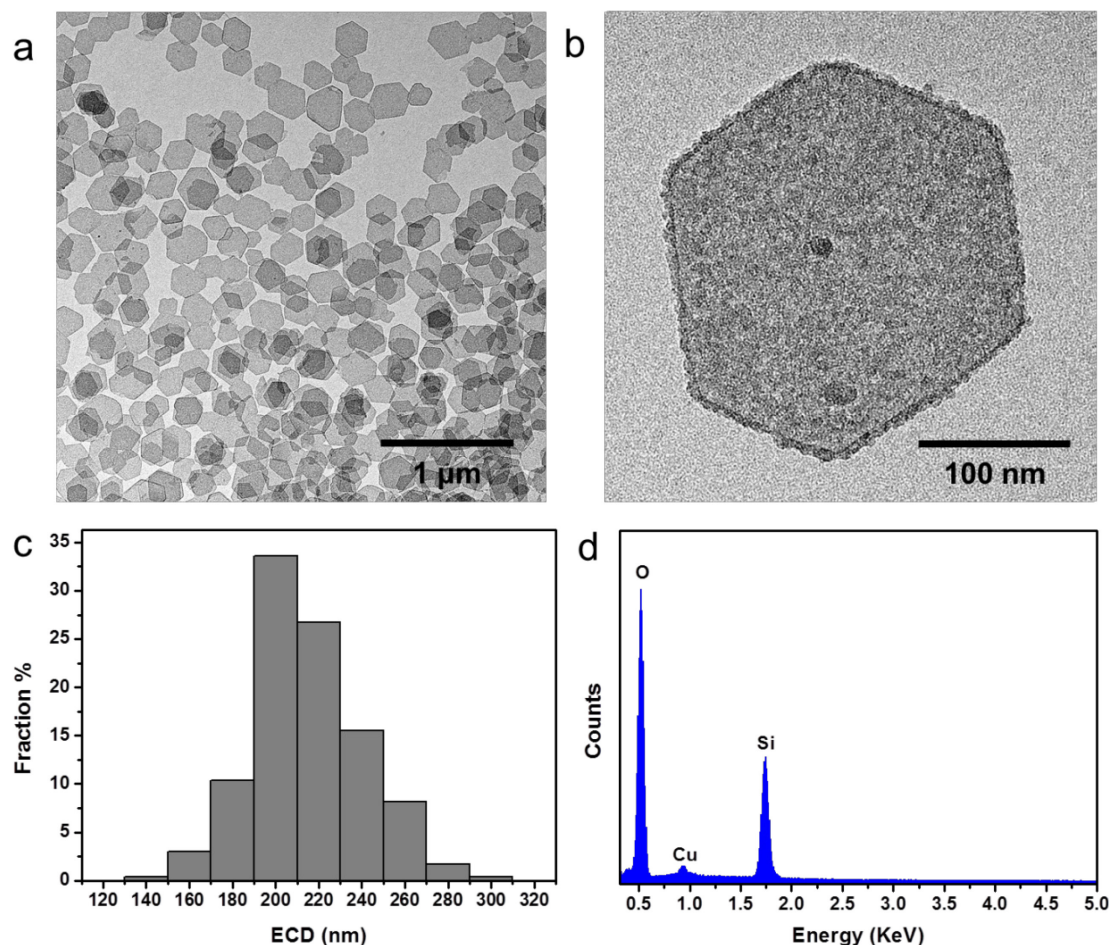 a
1 μm
b
100 nm
c
Fraction %
35
30
25
20
15
10
5
0
120 140 160 180 200 220 240 260 280 300 320
ECD (nm)
d
Counts
O
Cu
Si
0.5 1.0 1.5 2.0 2.5 3.0 3.5 4.0 4.5 5.0
Energy (KeV)